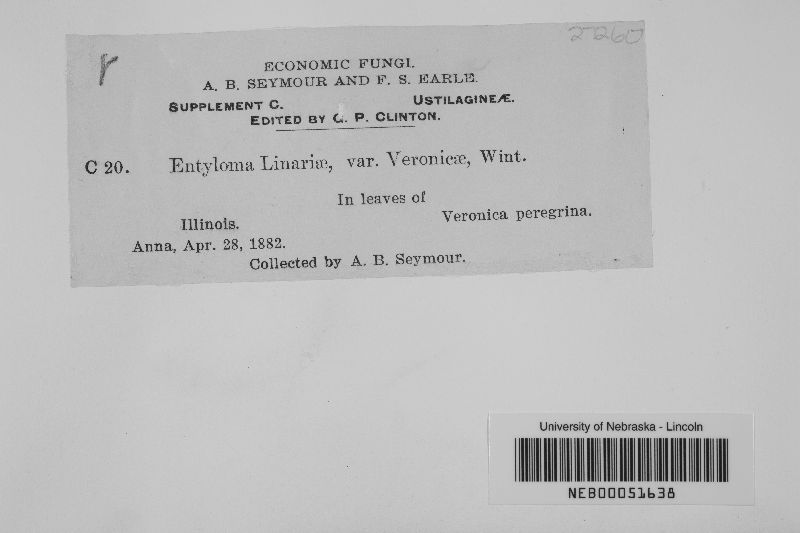 2260
r
ECONOMIC FUNGI.
A. B. SEYMOUR AND F. S. EARLE.
SUPPLEMENT C. USTILAGINEÆ.
EDITED BY G. P. CLINTON.
C 20. Entyloma Linariæ, var. Veronicæ, Wint.
In leaves of
Illinois. Veronica peregrina.
Anna, Apr. 28, 1882.
Collected by A. B. Seymour.
University of Nebraska - Lincoln
NEB00051638